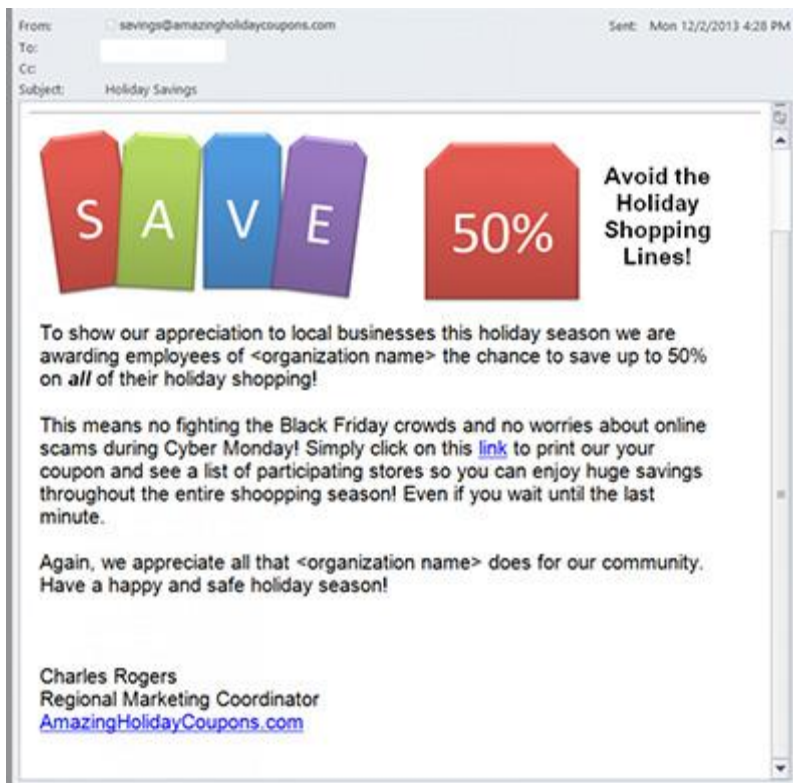 From: savings@amazingholidaycoupons.com Sent: Mon 12/2/2013 4:28 PM
To:
Cc:
Subject: Holiday Savings
SAVE
50%
Avoid the
Holiday
Shopping
Lines!
To show our appreciation to local businesses this holiday season we are
awarding employees of <organization name> the chance to save up to 50%
on all of their holiday shopping!
This means no fighting the Black Friday crowds and no worries about online
scams during Cyber Monday! Simply click on this link to print our your
coupon and see a list of participating stores so you can enjoy huge savings
throughout the entire shoopping season! Even if you wait until the last
minute.
Again, we appreciate all that <organization name> does for our community.
Have a happy and safe holiday season!
Charles Rogers
Regional Marketing Coordinator
AmazingHolidayCoupons.com